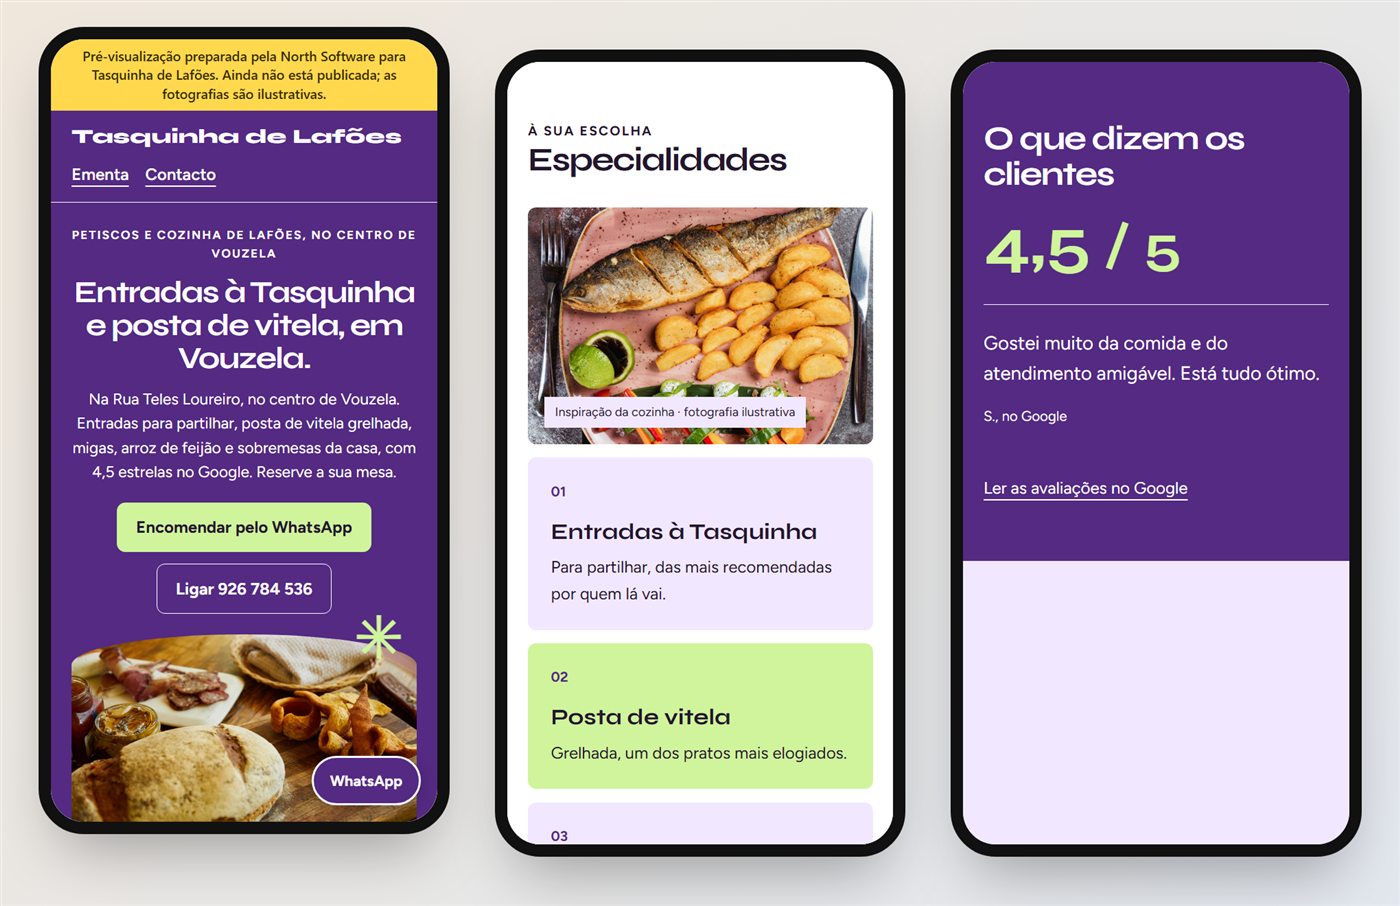 Pré-visualização preparada pela North Software para
Tasquinha de Lafões. Ainda não está publicada; as
fotografias são ilustrativas.
Tasquinha de Lafões
Ementa Contacto
PETISCOS E COZINHA DE LAFÕES, NO CENTRO DE
VOUZELA
Entradas à Tasquinha
e posta de vitela, em
Vouzela.
Na Rua Teles Loureiro, no centro de Vouzela.
Entradas para partilhar, posta de vitela grelhada,
migas, arroz de feijão e sobremesas da casa, com
4,5 estrelas no Google. Reserve a sua mesa.
Encomendar pelo WhatsApp
Ligar 926 784 536
WhatsApp
À SUA ESCOLHA
Especialidades
Inspiração da cozinha · fotografia ilustrativa
01
Entradas à Tasquinha
Para partilhar, das mais recomendadas
por quem lá vai.
02
Posta de vitela
Grelhada, um dos pratos mais elogiados.
03
O que dizem os
clientes
4,5 / 5
Gostei muito da comida e do
atendimento amigável. Está tudo ótimo.
S., no Google
Ler as avaliações no Google